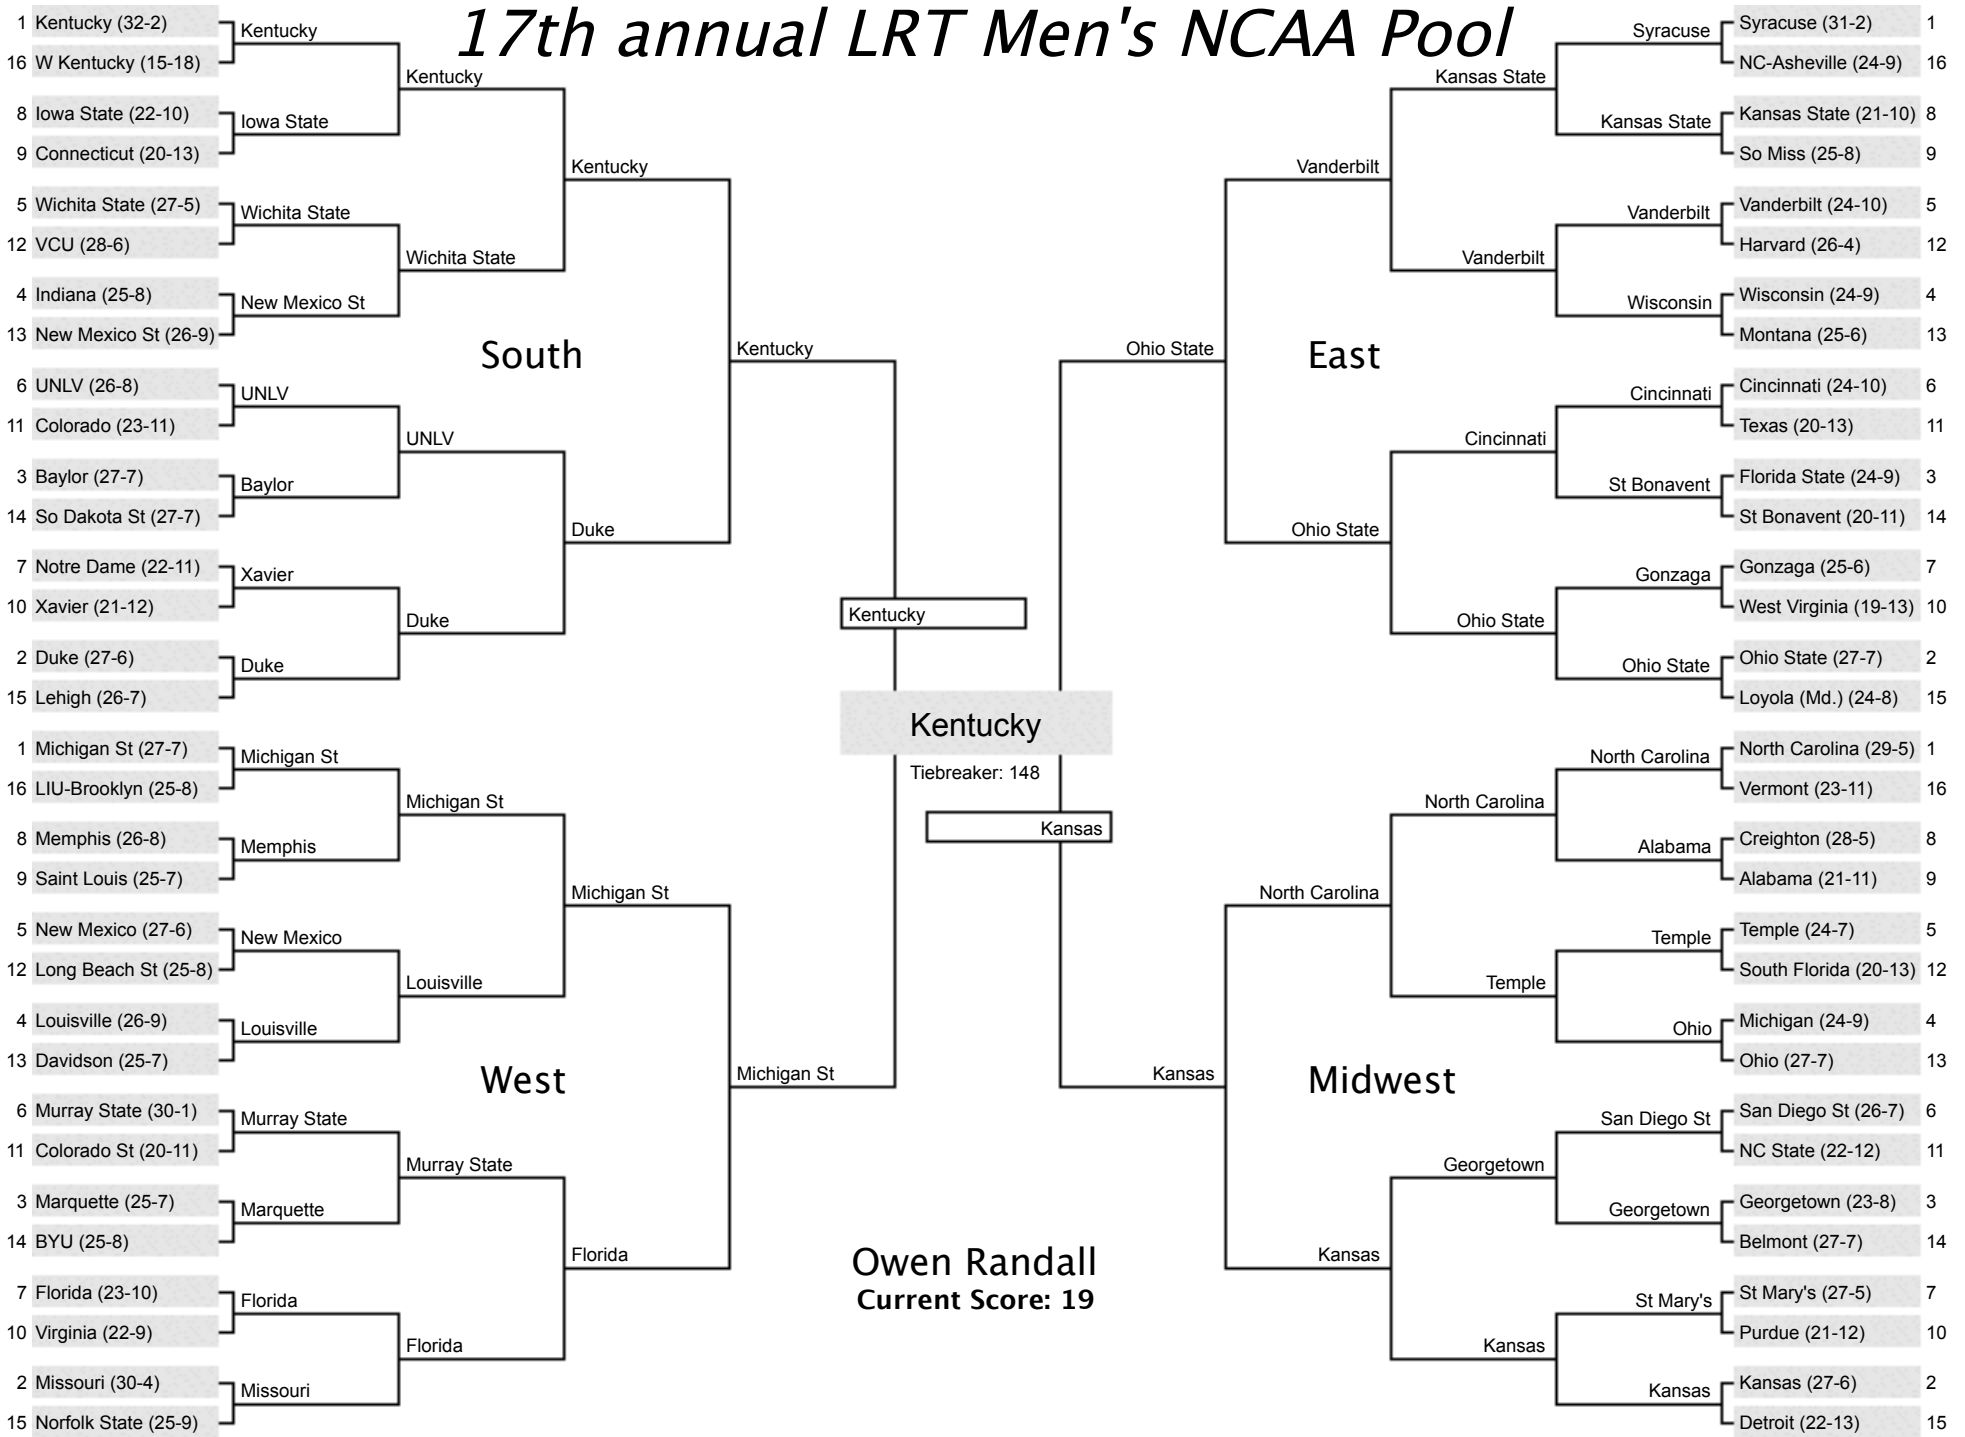 17th annual LRT Men's NCAA Pool
1 Kentucky (32-2)
16 W Kentucky (15-18)
8 Iowa State (22-10)
9 Connecticut (20-13)
5 Wichita State (27-5)
12 VCU (28-6)
4 Indiana (25-8)
13 New Mexico St (26-9)
6 UNLV (26-8)
11 Colorado (23-11)
3 Baylor (27-7)
14 So Dakota St (27-7)
7 Notre Dame (22-11)
10 Xavier (21-12)
2 Duke (27-6)
15 Lehigh (26-7)
Kentucky
Iowa State
Wichita State
New Mexico St
UNLV
Baylor
Xavier
Duke
Kentucky
Wichita State
UNLV
Duke
Kentucky
Duke
Kentucky
South
1 Michigan St (27-7)
16 LIU-Brooklyn (25-8)
8 Memphis (26-8)
9 Saint Louis (25-7)
5 New Mexico (27-6)
12 Long Beach St (25-8)
4 Louisville (26-9)
13 Davidson (25-7)
6 Murray State (30-1)
11 Colorado St (20-11)
3 Marquette (25-7)
14 BYU (25-8)
7 Florida (23-10)
10 Virginia (22-9)
2 Missouri (30-4)
15 Norfolk State (25-9)
Michigan St
Memphis
New Mexico
Louisville
Murray State
Marquette
Florida
Missouri
Michigan St
Louisville
Murray State
Florida
Michigan St
Florida
Michigan St
West
Kentucky
Kentucky
Tiebreaker: 148
Kansas
Owen Randall
Current Score: 19
Syracuse (31-2) 1
NC-Asheville (24-9) 16
Kansas State (21-10) 8
So Miss (25-8) 9
Vanderbilt (24-10) 5
Harvard (26-4) 12
Wisconsin (24-9) 4
Montana (25-6) 13
Cincinnati (24-10) 6
Texas (20-13) 11
Florida State (24-9) 3
St Bonavent (20-11) 14
Gonzaga (25-6) 7
West Virginia (19-13) 10
Ohio State (27-7) 2
Loyola (Md.) (24-8) 15
Syracuse
Kansas State
Vanderbilt
Wisconsin
Cincinnati
St Bonavent
Gonzaga
Ohio State
Kansas State
Vanderbilt
Cincinnati
Ohio State
Vanderbilt
Ohio State
Ohio State
East
North Carolina (29-5) 1
Vermont (23-11) 16
Creighton (28-5) 8
Alabama (21-11) 9
Temple (24-7) 5
South Florida (20-13) 12
Michigan (24-9) 4
Ohio (27-7) 13
San Diego St (26-7) 6
NC State (22-12) 11
Georgetown (23-8) 3
Belmont (27-7) 14
St Mary's (27-5) 7
Purdue (21-12) 10
Kansas (27-6) 2
Detroit (22-13) 15
North Carolina
Alabama
Temple
Ohio
San Diego St
Georgetown
St Mary's
Kansas
North Carolina
Temple
Georgetown
Kansas
North Carolina
Kansas
Kansas
Midwest